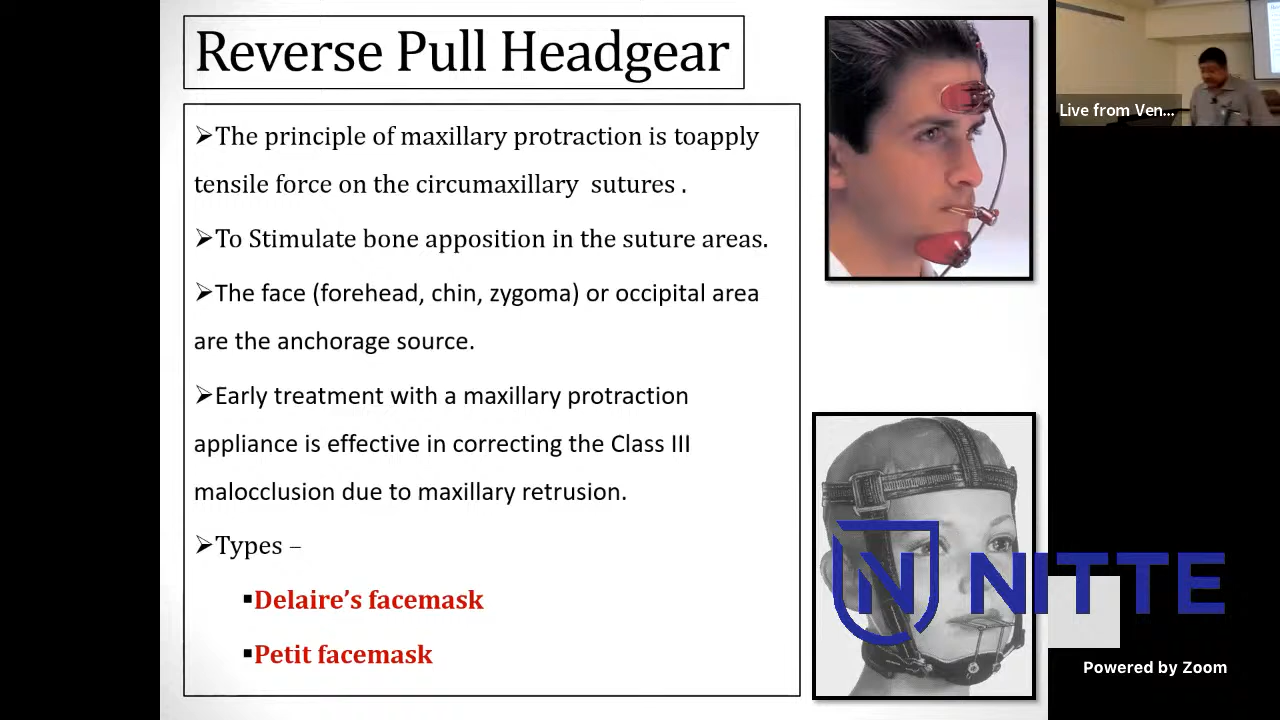 Reverse Pull Headgear
➢The principle of maxillary protraction is toapply
tensile force on the circumaxillary sutures .
➢To Stimulate bone apposition in the suture areas.
➢The face (forehead, chin, zygoma) or occipital area
are the anchorage source.
➢Early treatment with a maxillary protraction
appliance is effective in correcting the Class III
malocclusion due to maxillary retrusion.
➢Types –
▪Delaire’s facemask
▪Petit facemask
Live from Ven...
N NITTE
Powered by Zoom